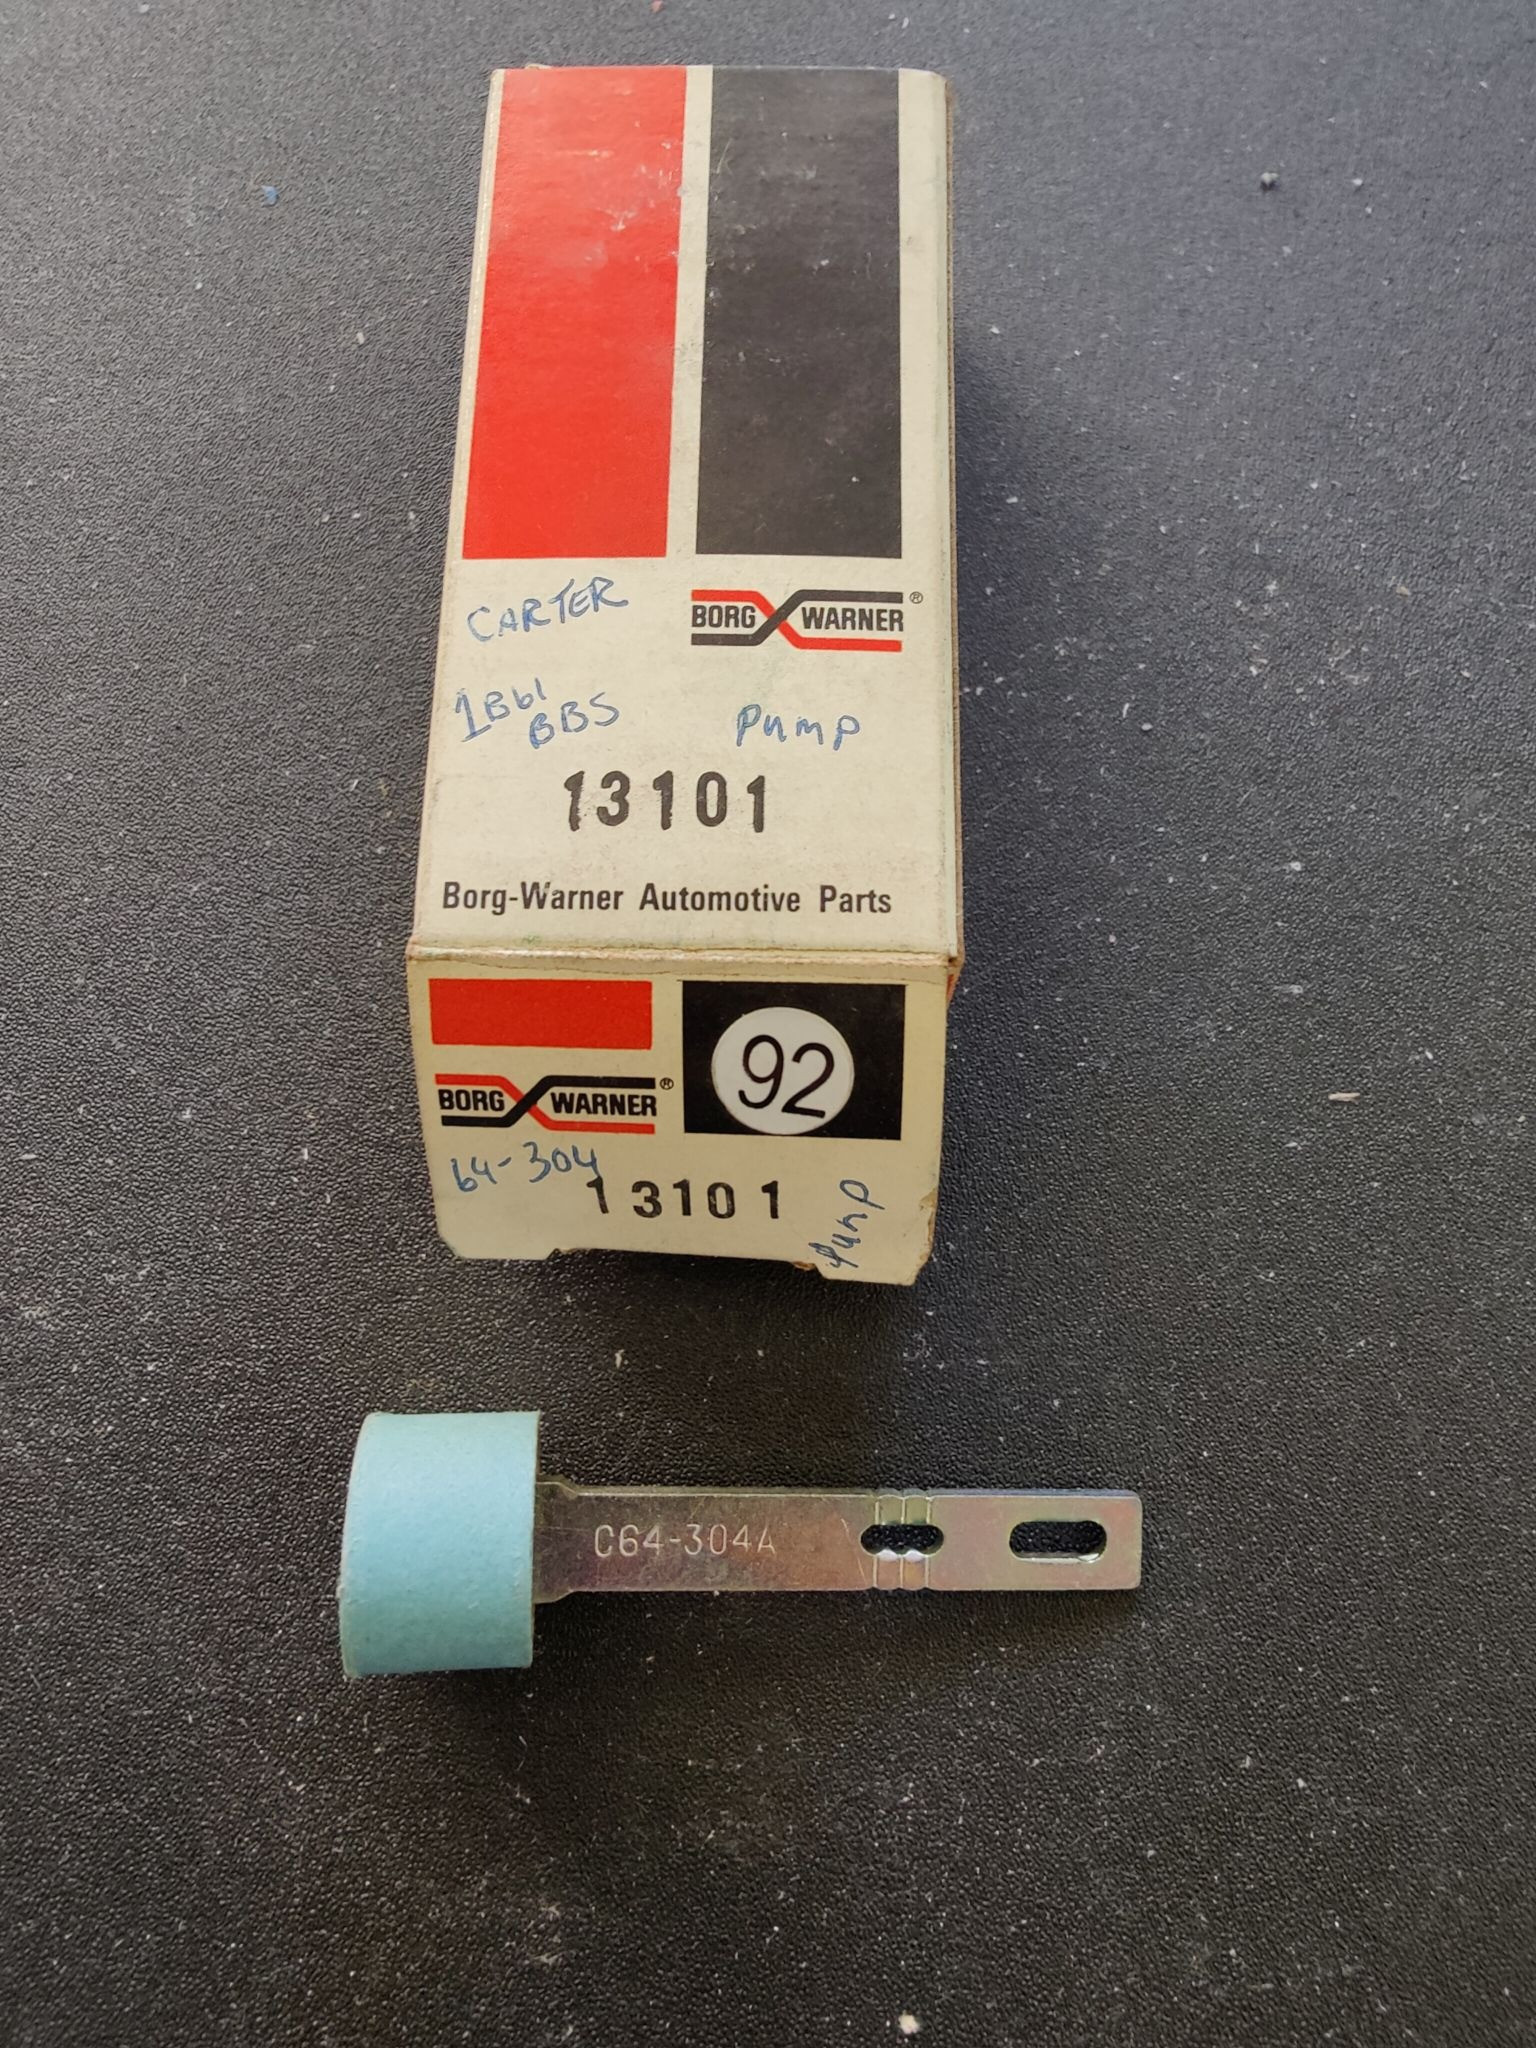 CARTER
BORG WARNER®
1Bbl
BBS
PUMP
13101
Borg-Warner Automotive Parts
92
BORG WARNER®
64-304
13101
PUMP
C64-304A